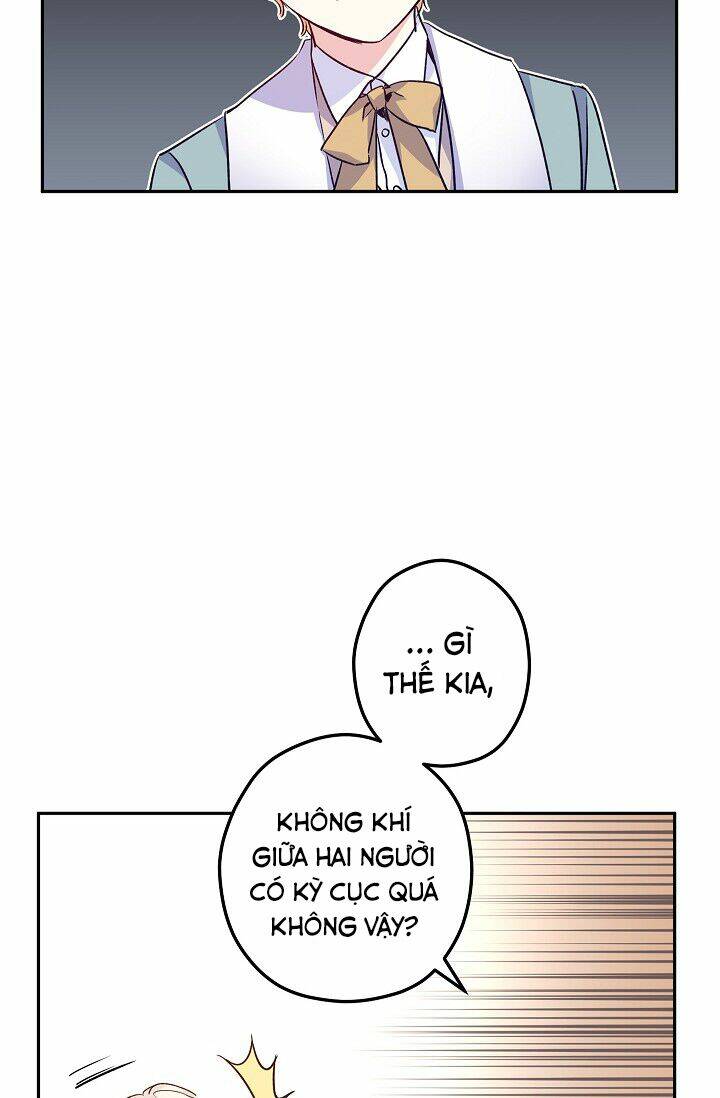 ... GÌ
THẾ KIA,
KHÔNG KHÍ
GIỮA HAI NGƯỜI
CÓ KỲ CỤC QUÁ
KHÔNG VẬY?